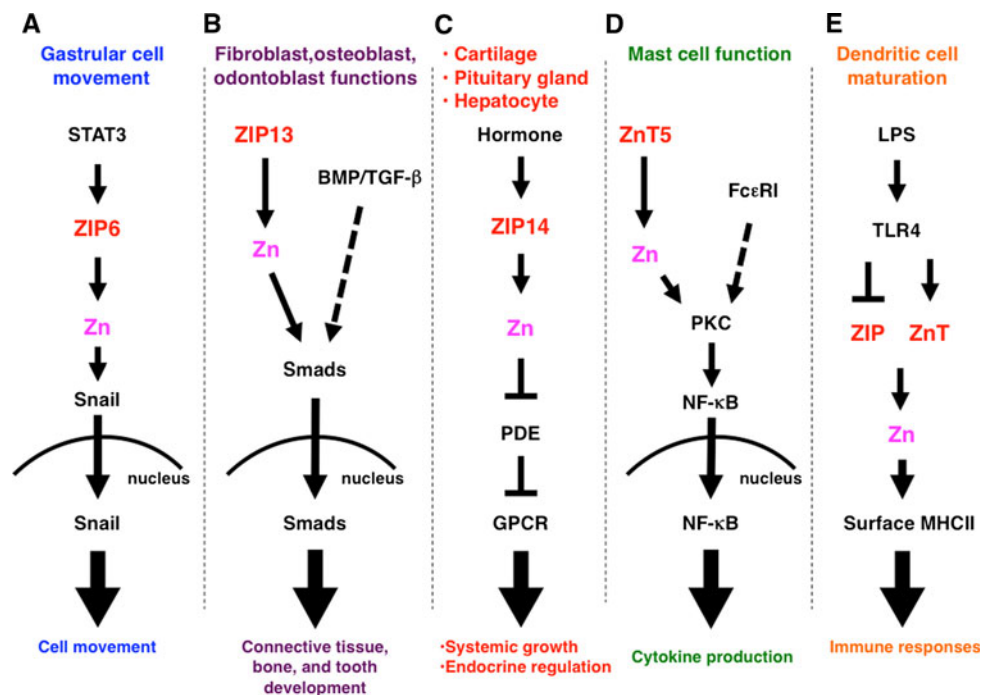 A
Gastrular cell
movement
STAT3
ZIP6
Zn
Snail
nucleus
Snail
Cell movement
B
Fibroblast,osteoblast,
odontoblast functions
ZIP13
BMP/TGF-β
Zn
Smads
nucleus
Smads
Connective tissue,
bone, and tooth
development
C
・Cartilage
・Pituitary gland
・Hepatocyte
Hormone
ZIP14
Zn
PDE
GPCR
・Systemic growth
・Endocrine regulation
D
Mast cell function
ZnT5
FcεRI
Zn
PKC
NF-κB
nucleus
NF-κB
Cytokine production
E
Dendritic cell
maturation
LPS
TLR4
ZIP ZnT
Zn
Surface MHCII
Immune responses